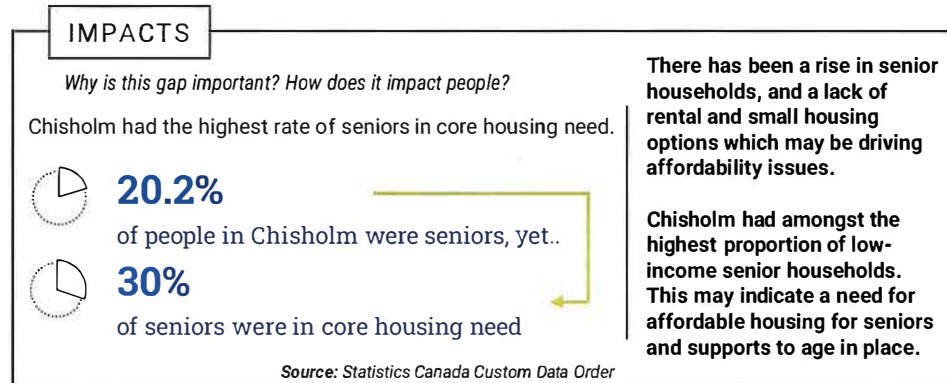 IMPACTS
Why is this gap important? How does it impact people?
Chisholm had the highest rate of seniors in core housing need.
20.2%
of people in Chisholm were seniors, yet..
30%
of seniors were in core housing need
Source: Statistics Canada Custom Data Order
There has been a rise in senior
households, and a lack of
rental and small housing
options which may be driving
affordability issues.
Chisholm had amongst the
highest proportion of low-
income senior households.
This may indicate a need for
affordable housing for seniors
and supports to age in place.